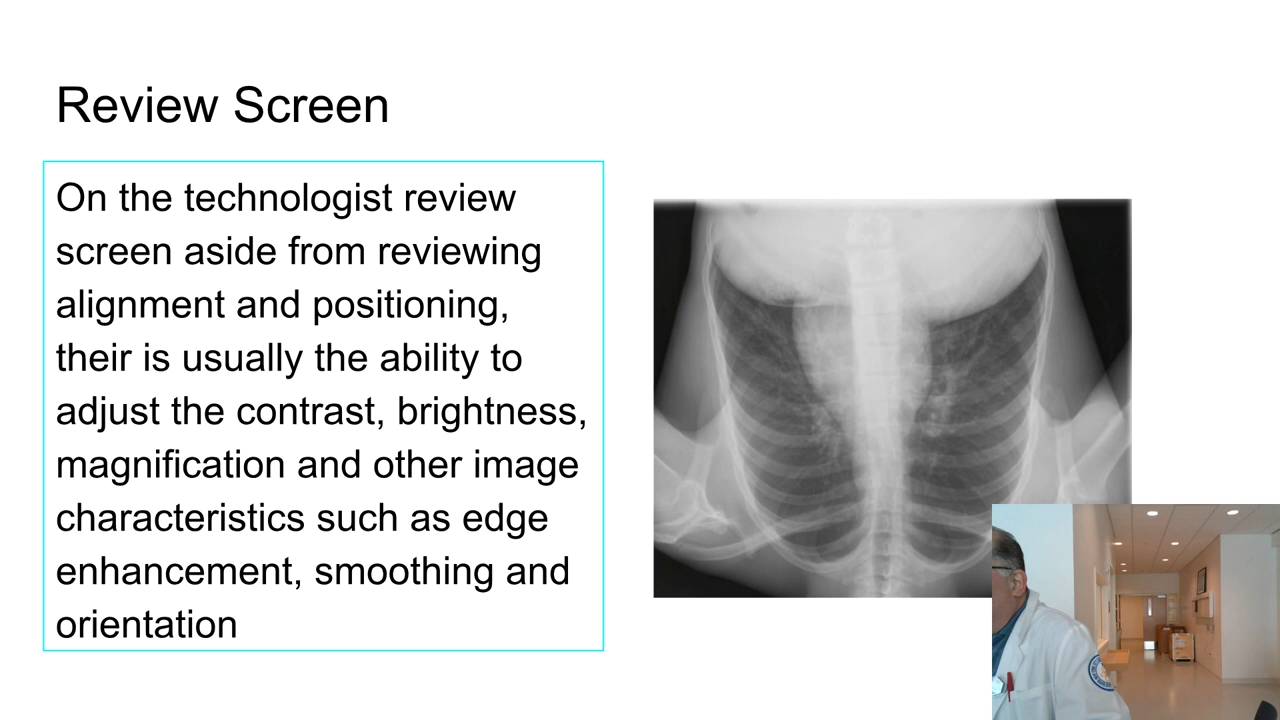 Review Screen
On the technologist review
screen aside from reviewing
alignment and positioning,
their is usually the ability to
adjust the contrast, brightness,
magnification and other image
characteristics such as edge
enhancement, smoothing and
orientation